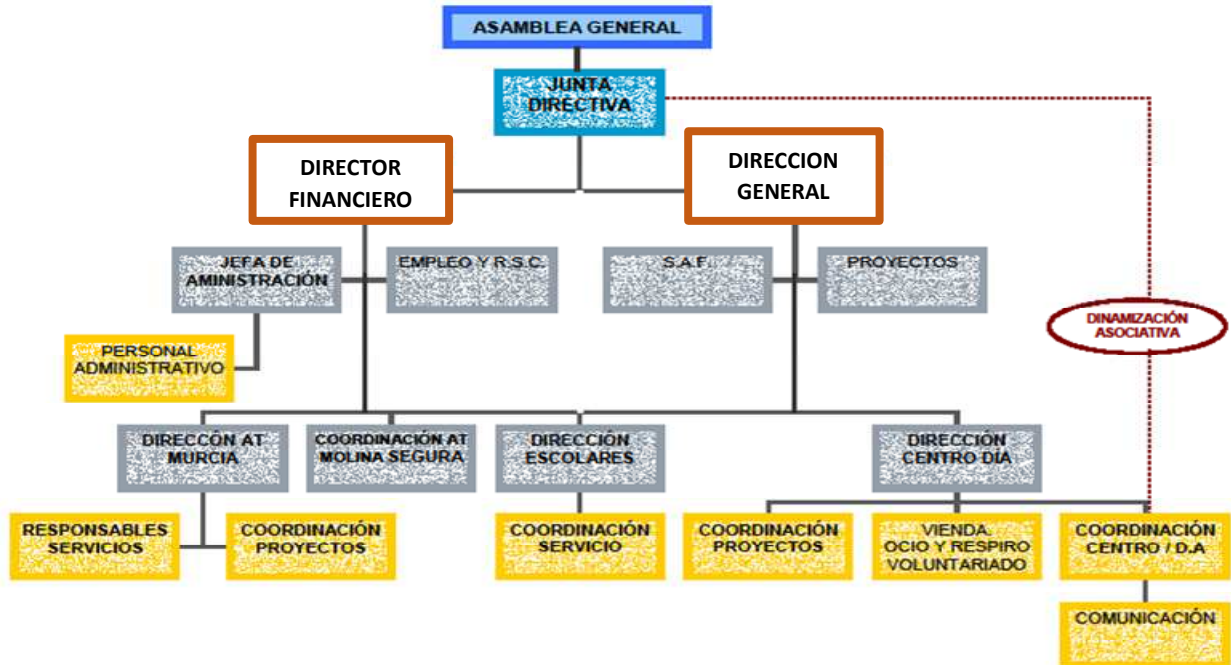 ASAMBLEA GENERAL
JUNTA
DIRECTIVA
DIRECTOR
FINANCIERO
DIRECCION
GENERAL
JEFA DE
AMINISTRACIÓN
EMPLEO Y R.S.C.
S.A.F.
PROYECTOS
DINAMIZACIÓN
ASOCIATIVA
PERSONAL
ADMINISTRATIVO
DIRECCÓN AT
MURCIA
COORDINACIÓN AT
MOLINA SEGURA
DIRECCIÓN
ESCOLARES
DIRECCIÓN
CENTRO DÍA
RESPONSABLES
SERVICIOS
COORDINACIÓN
PROYECTOS
COORDINACIÓN
SERVICIO
COORDINACIÓN
PROYECTOS
VIENDA.
OCIO Y RESPIRO
VOLUNTARIADO
COORDINACIÓN
CENTRO / D.A
COMUNICACIÓN